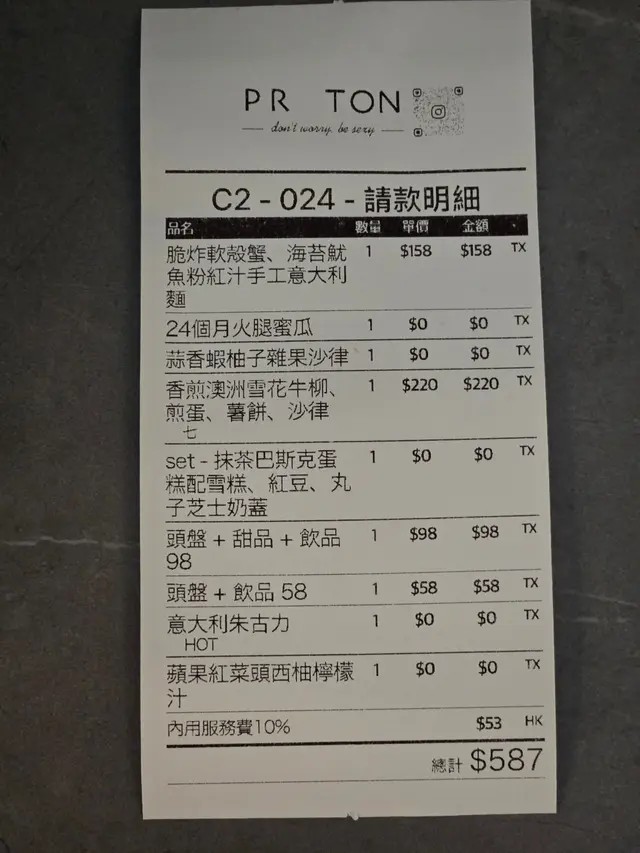 PR TON
don't worry, be sexy
C2 - 024 - 請款明細
品名 數量 單價 金額
脆炸軟殼蟹、海苔魷 1 $158 $158 TX
魚粉紅汁手工意大利
麵
24個月火腿蜜瓜 1 $0 $0 TX
蒜香蝦柚子雜果沙律 1 $0 $0 TX
香煎澳洲雪花牛柳、 1 $220 $220 TX
煎蛋、薯餅、沙律
七
set - 抹茶巴斯克蛋 1 $0 $0 TX
糕配雪糕、紅豆、丸
子芝士奶蓋
頭盤 + 甜品 + 飲品 1 $98 $98 TX
98
頭盤 + 飲品 58 1 $58 $58 TX
意大利朱古力 1 $0 $0 TX
HOT
蘋果紅菜頭西柚檸檬 1 $0 $0 TX
汁
內用服務費10% $53 HK
總計 $587